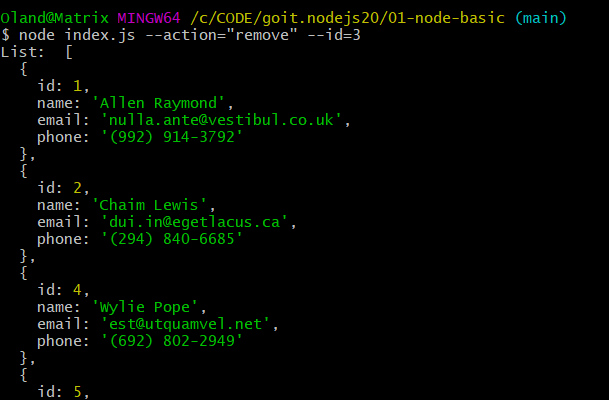 Oland@Matrix MINGW64 /c/CODE/goit.nodejs20/01-node-basic (main)
$ node index.js --action="remove" --id=3
List:  [
  {
    id: 1,
    name: 'Allen Raymond',
    email: 'nulla.ante@vestibul.co.uk',
    phone: '(992) 914-3792'
  },
  {
    id: 2,
    name: 'Chaim Lewis',
    email: 'dui.in@egetlacus.ca',
    phone: '(294) 840-6685'
  },
  {
    id: 4,
    name: 'Wylie Pope',
    email: 'est@utquamvel.net',
    phone: '(692) 802-2949'
  },
  {
    id: 5,